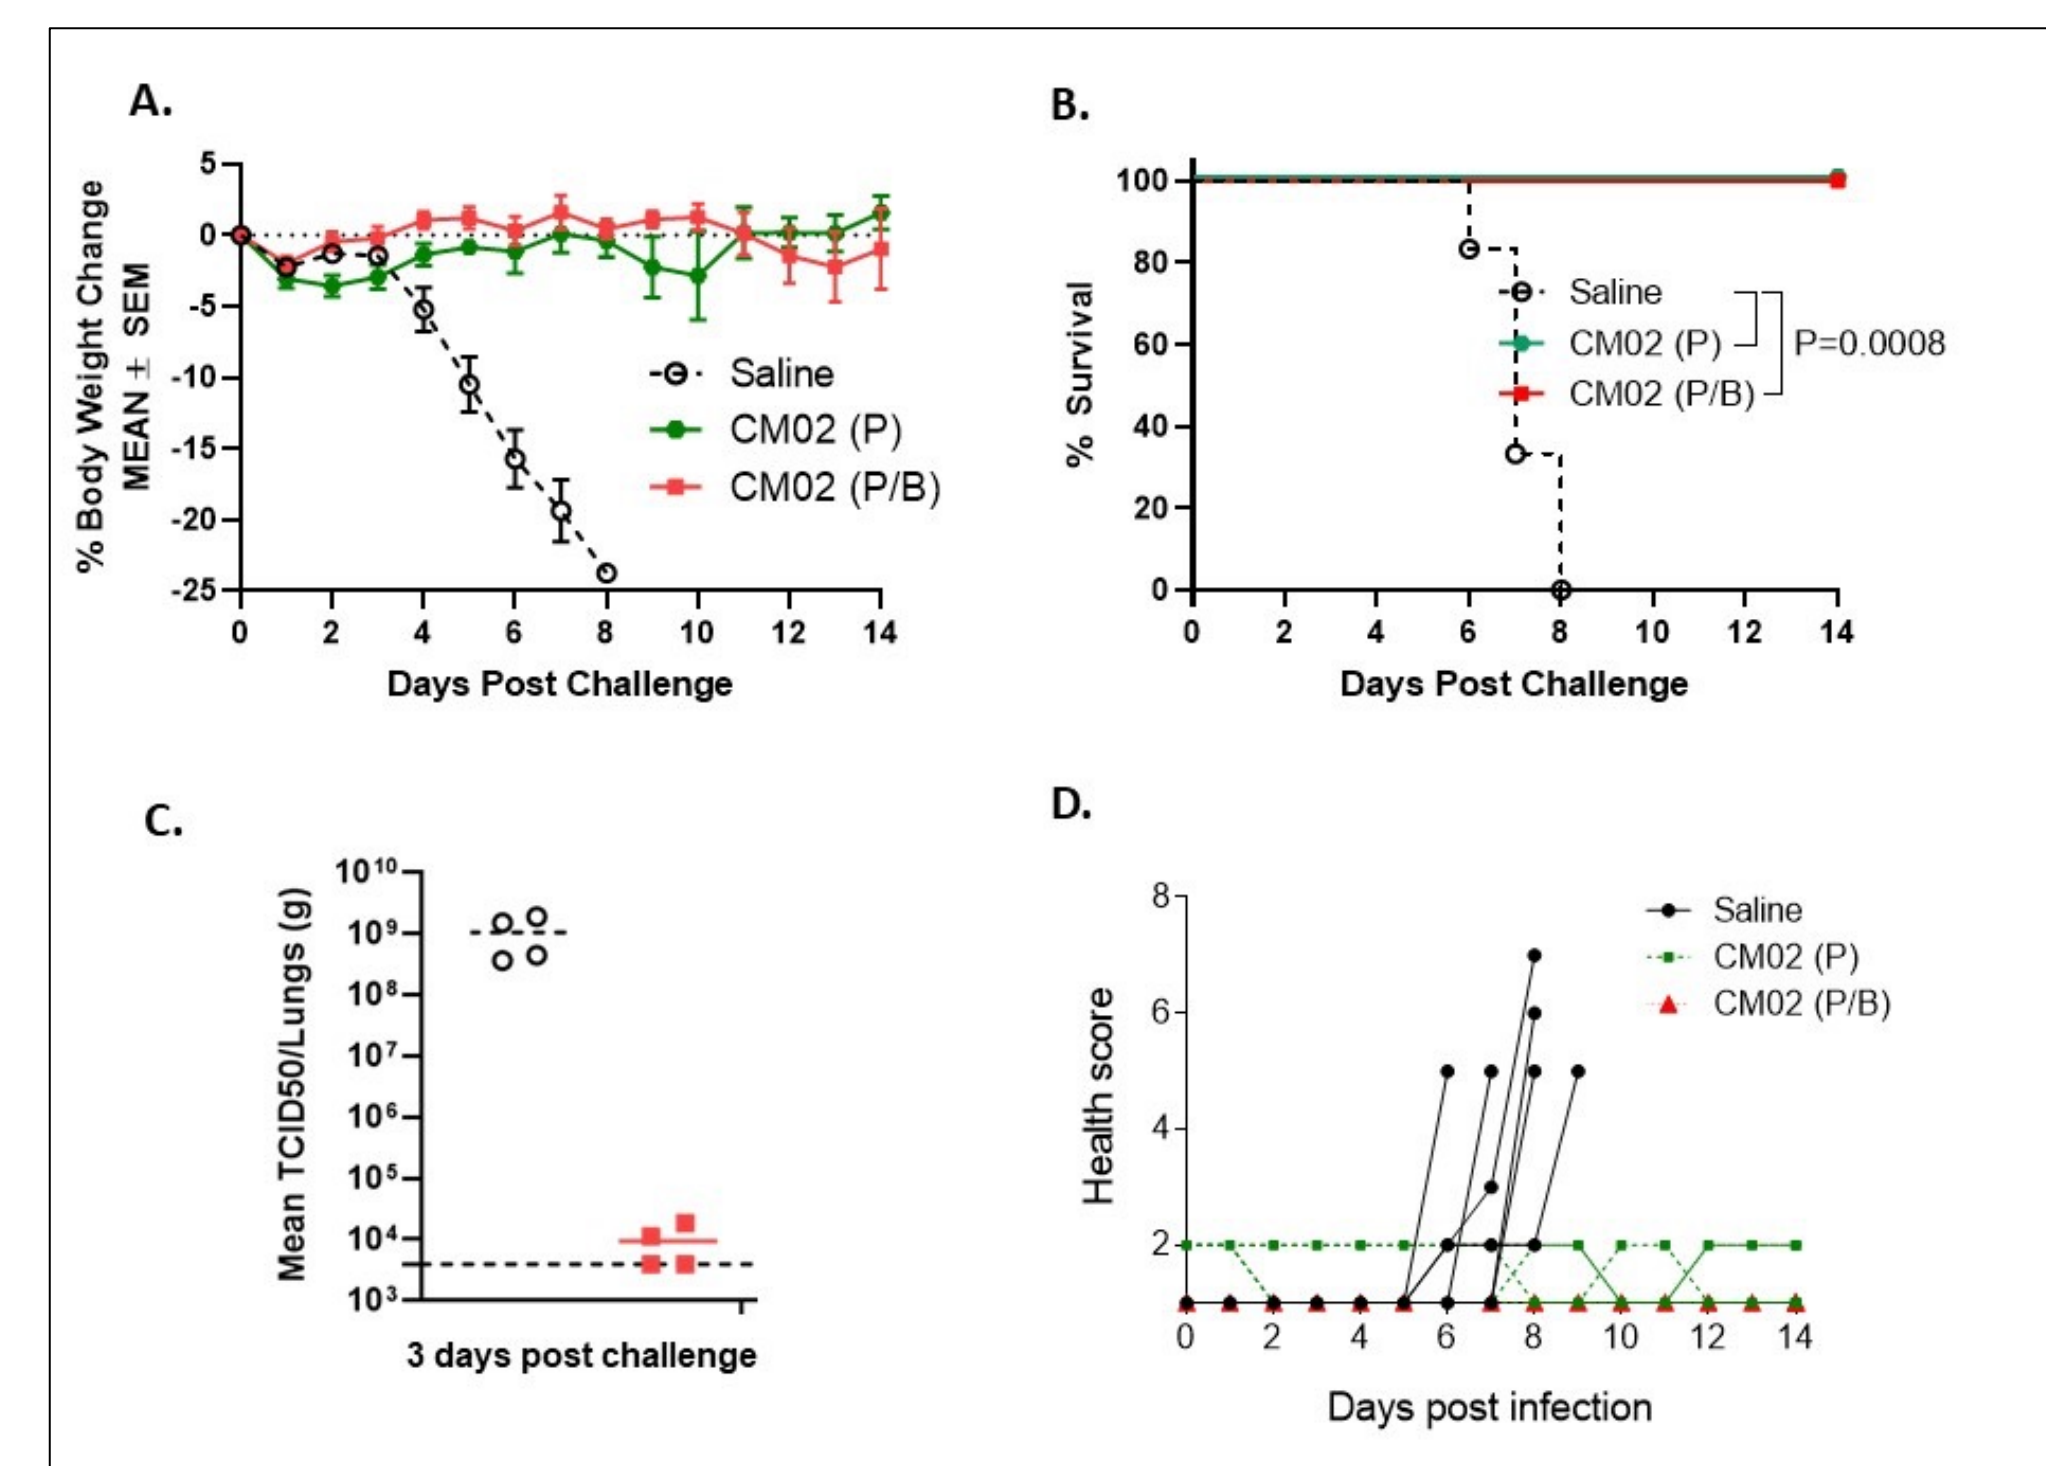 A.
% Body Weight Change
MEAN ± SEM
5
0
-5
-10
-15
-20
-25
0 2 4 6 8 10 12 14
Days Post Challenge
Saline
CM02 (P)
CM02 (P/B)
B.
% Survival
100
80
60
40
20
0
0 2 4 6 8 10 12 14
Days Post Challenge
Saline
CM02 (P)
CM02 (P/B)
P=0.0008
C.
Mean TCID50/Lungs (g)
10¹⁰
10⁹
10⁸
10⁷
10⁶
10⁵
10⁴
10³
3 days post challenge
D.
Health score
8
6
4
2
0 2 4 6 8 10 12 14
Days post infection
Saline
CM02 (P)
CM02 (P/B)